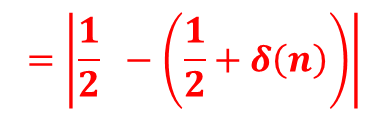 = |1/2 − (1/2 + δ(n))|